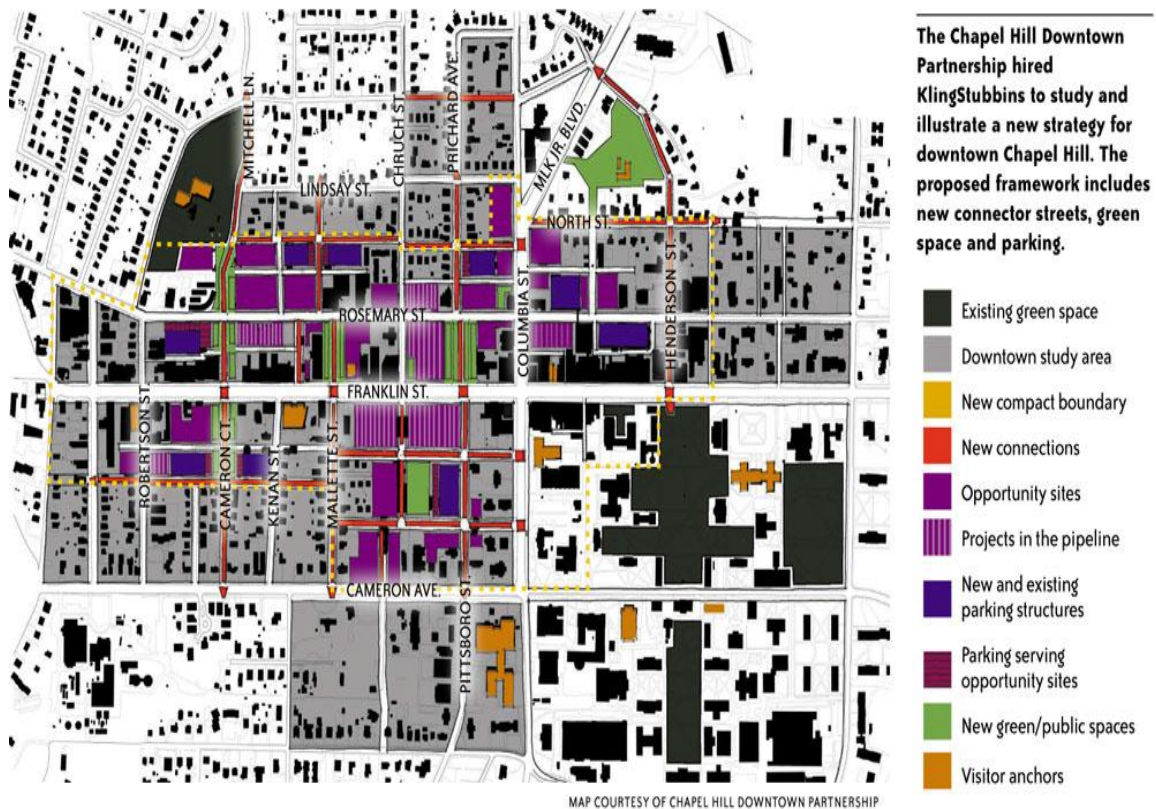 MITCHELL LN.
CHRUCH ST.
PRICHARD AVE.
MLK JR. BLVD.
LINDSAY ST.
NORTH ST.
COLUMBIA ST.
HENDERSON ST.
ROSEMARY ST.
FRANKLIN ST.
ROBERTSON ST.
CAMERON CT.
KENAN ST.
MALLETTE ST.
CAMERON AVE.
PITTSBORO ST.
MAP COURTESY OF CHAPEL HILL DOWNTOWN PARTNERSHIP
The Chapel Hill Downtown
Partnership hired
KlingStubbins to study and
illustrate a new strategy for
downtown Chapel Hill. The
proposed framework includes
new connector streets, green
space and parking.
Existing green space
Downtown study area
New compact boundary
New connections
Opportunity sites
Projects in the pipeline
New and existing
parking structures
Parking serving
opportunity sites
New green/public spaces
Visitor anchors